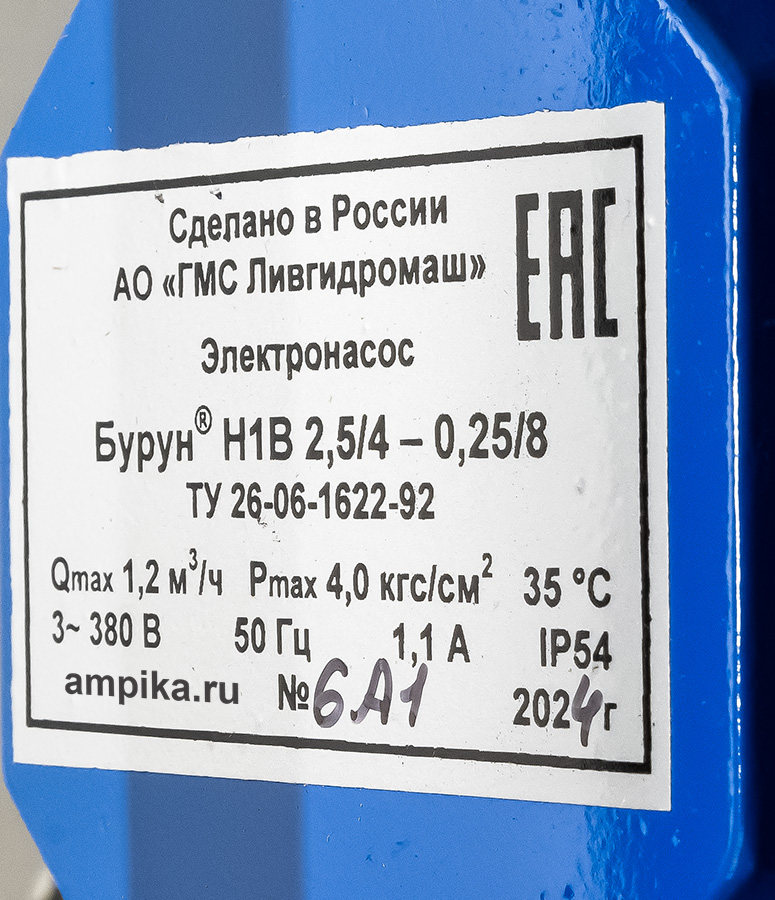 Сделано в России
АО «ГМС Ливгидромаш»
ЕАС
Электронасос
Бурун® Н1В 2,5/4 – 0,25/8
ТУ 26-06-1622-92
Qmax 1,2 м³/ч Pmax 4,0 кгс/см² 35 °С
3~ 380 В 50 Гц 1,1 А IP54
ampika.ru №6А1 2024г